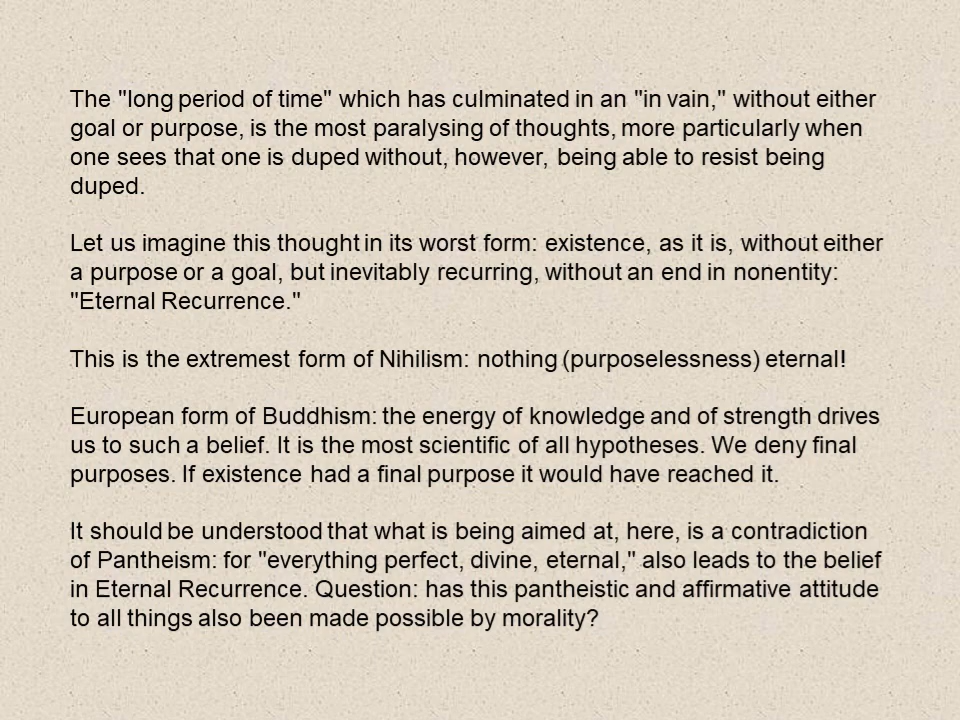 The "long period of time" which has culminated in an "in vain," without either
goal or purpose, is the most paralysing of thoughts, more particularly when
one sees that one is duped without, however, being able to resist being
duped.
Let us imagine this thought in its worst form: existence, as it is, without either
a purpose or a goal, but inevitably recurring, without an end in nonentity:
"Eternal Recurrence."
This is the extremest form of Nihilism: nothing (purposelessness) eternal!
European form of Buddhism: the energy of knowledge and of strength drives
us to such a belief. It is the most scientific of all hypotheses. We deny final
purposes. If existence had a final purpose it would have reached it.
It should be understood that what is being aimed at, here, is a contradiction
of Pantheism: for "everything perfect, divine, eternal," also leads to the belief
in Eternal Recurrence. Question: has this pantheistic and affirmative attitude
to all things also been made possible by morality?